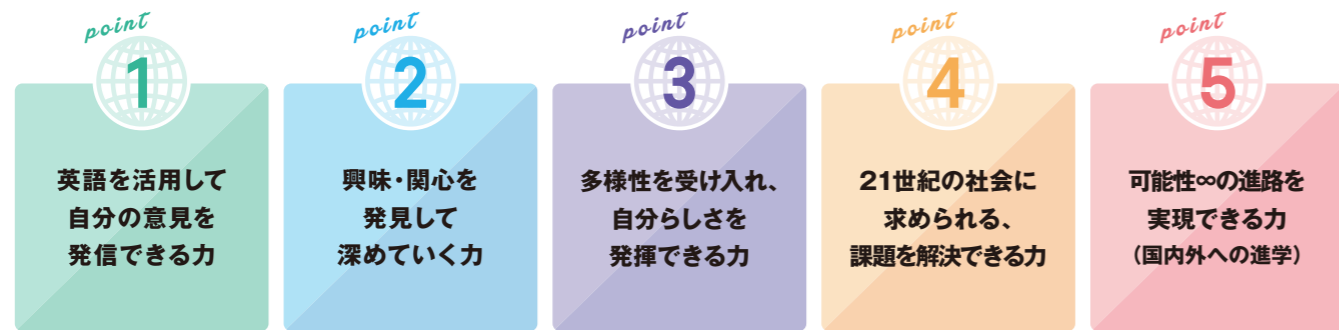 point
1
英語を活用して
自分の意見を
発信できる力
point
2
興味・関心を
発見して
深めていく力
point
3
多様性を受け入れ、
自分らしさを
発揮できる力
point
4
21世紀の社会に
求められる、
課題を解決できる力
point
5
可能性∞の進路を
実現できる力
（国内外への進学）